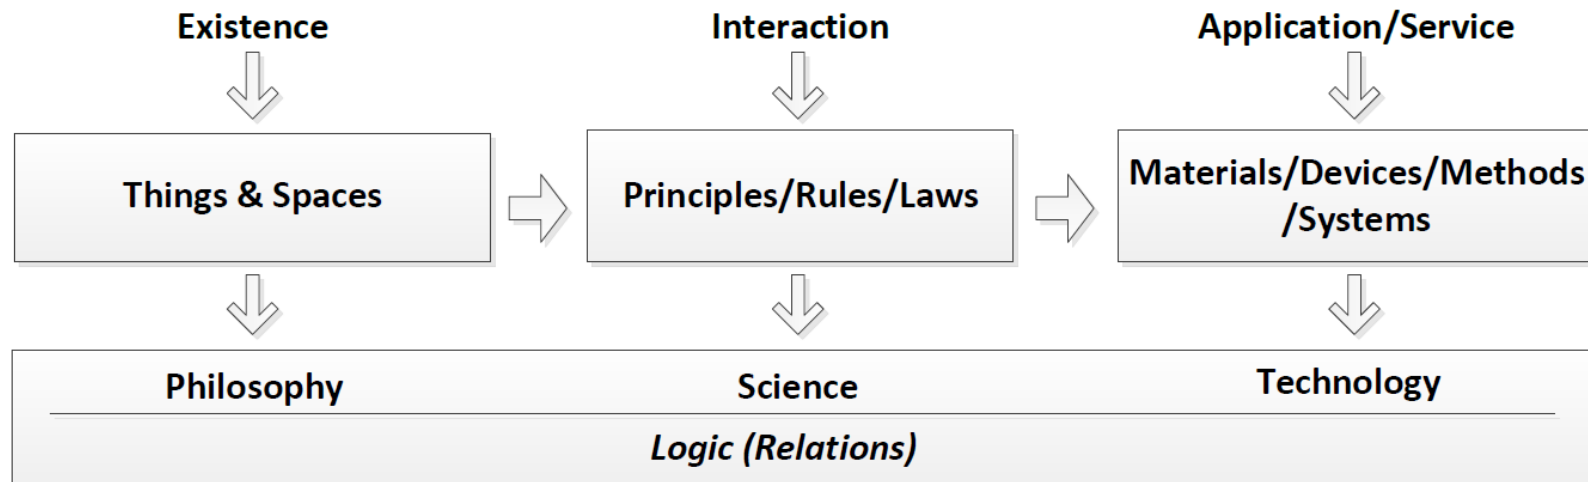 Existence
Interaction
Application/Service
Things & Spaces
Principles/Rules/Laws
Materials/Devices/Methods
/Systems
Philosophy
Science
Technology
Logic (Relations)